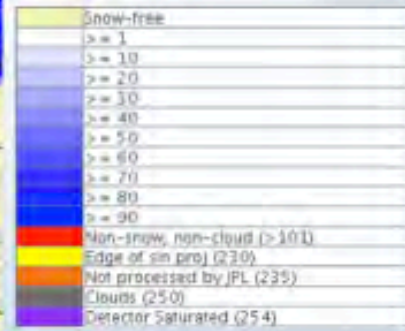 Snow-free
>= 1
>= 10
>= 20
>= 30
>= 40
>= 50
>= 60
>= 70
>= 80
>= 90
Non-snow, non-cloud (>101)
Edge of sin proj (230)
Not processed by JPL (235)
Clouds (250)
Detector Saturated (254)